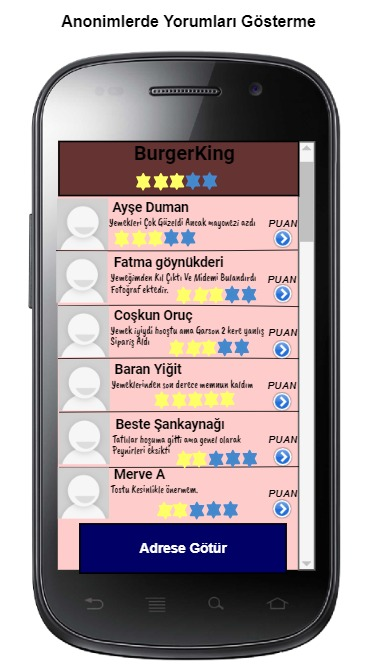 Anonimlerde Yorumları Gösterme
BurgerKing
Ayşe Duman
Yemekleri Çok Güzeldi Ancak mayonezi azdı
PUAN
Fatma göynükderi
Yemeğimden Kıl Çıktı Ve Midemi Bulandırdı
Fotoğraf ektedir.
PUAN
Coşkun Oruç
Yemek iyiydi hooştu ama Garson 2 kere yanlış
Sipariş Aldı
PUAN
Baran Yiğit
Yemeklerinden son derece memnun kaldım
PUAN
Beste Şankaynağı
Tatlılar hoşuma gitti ama genel olarak
Peynirleri eksikti
PUAN
Merve A
Tostu Kesinlikle önermem.
PUAN
Adrese Götür